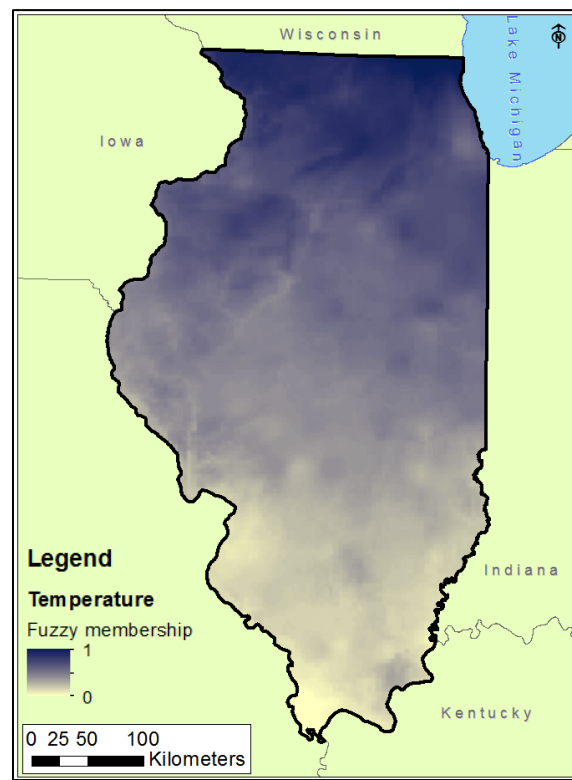 Wisconsin
N
Lake Michigan
Iowa
Legend
Temperature
Fuzzy membership
1
0
Indiana
Kentucky
0 25 50 100
Kilometers